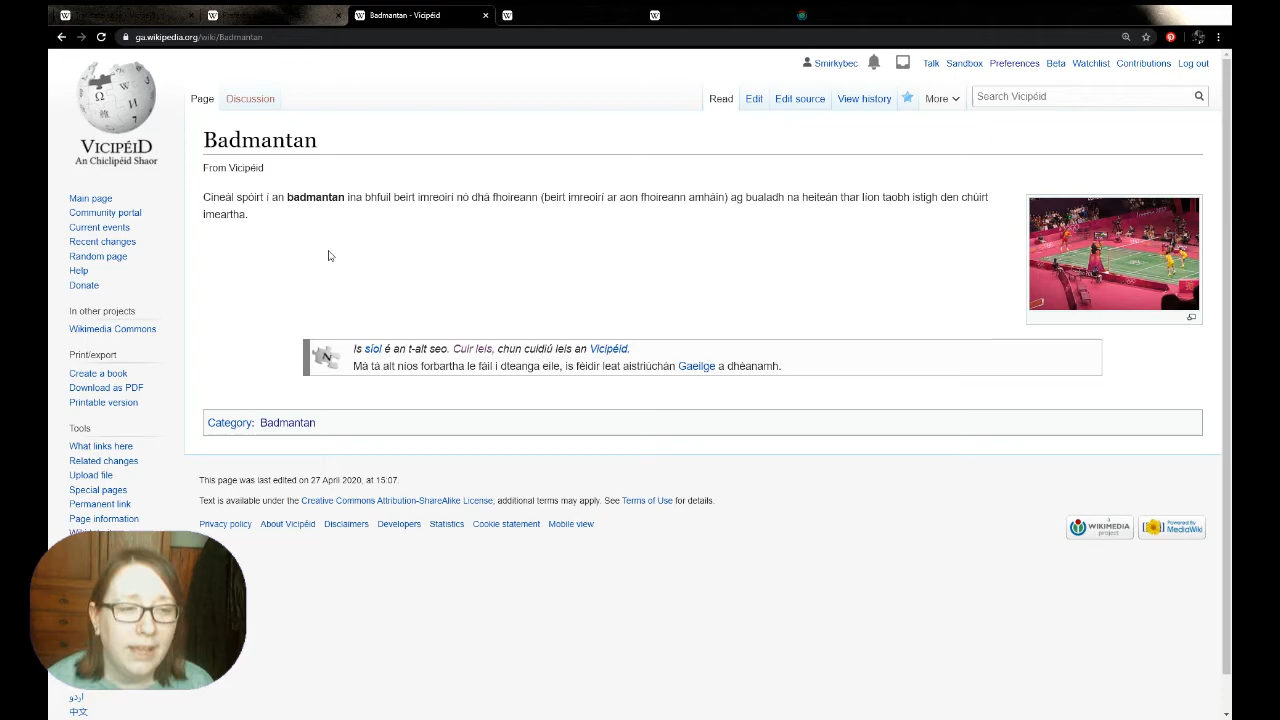 Badmantan - Vicipéid
ga.wikipedia.org/wiki/Badmantan
Smirkybec Talk Sandbox Preferences Beta Watchlist Contributions Log out
Page Discussion Read Edit Edit source View history More Search Vicipéid
VICIPÉID
An Chiclipéid Shaor
Badmantan
From Vicipéid
Cineál spóirt í an badmantan ina bhfuil beirt imreoirí nó dhá fhoireann (beirt imreoirí ar aon fhoireann amháin) ag bualadh na heiteán thar líon taobh istigh den chúirt
imeartha.
Main page
Community portal
Current events
Recent changes
Random page
Help
Donate
In other projects
Wikimedia Commons
Print/export
Create a book
Download as PDF
Printable version
Tools
What links here
Related changes
Upload file
Special pages
Permanent link
Page information
Is síol é an t-alt seo. Cuir leis, chun cuidiú leis an Vicipéid.
Má tá alt níos forbartha le fáil i dteanga eile, is féidir leat aistriúchán Gaeilge a dhéanamh.
Category: Badmantan
This page was last edited on 27 April 2020, at 15:07.
Text is available under the Creative Commons Attribution-ShareAlike License; additional terms may apply. See Terms of Use for details.
Privacy policy About Vicipéid Disclaimers Developers Statistics Cookie statement Mobile view
A WIKIMEDIA project
Powered By MediaWiki
اردو
中文